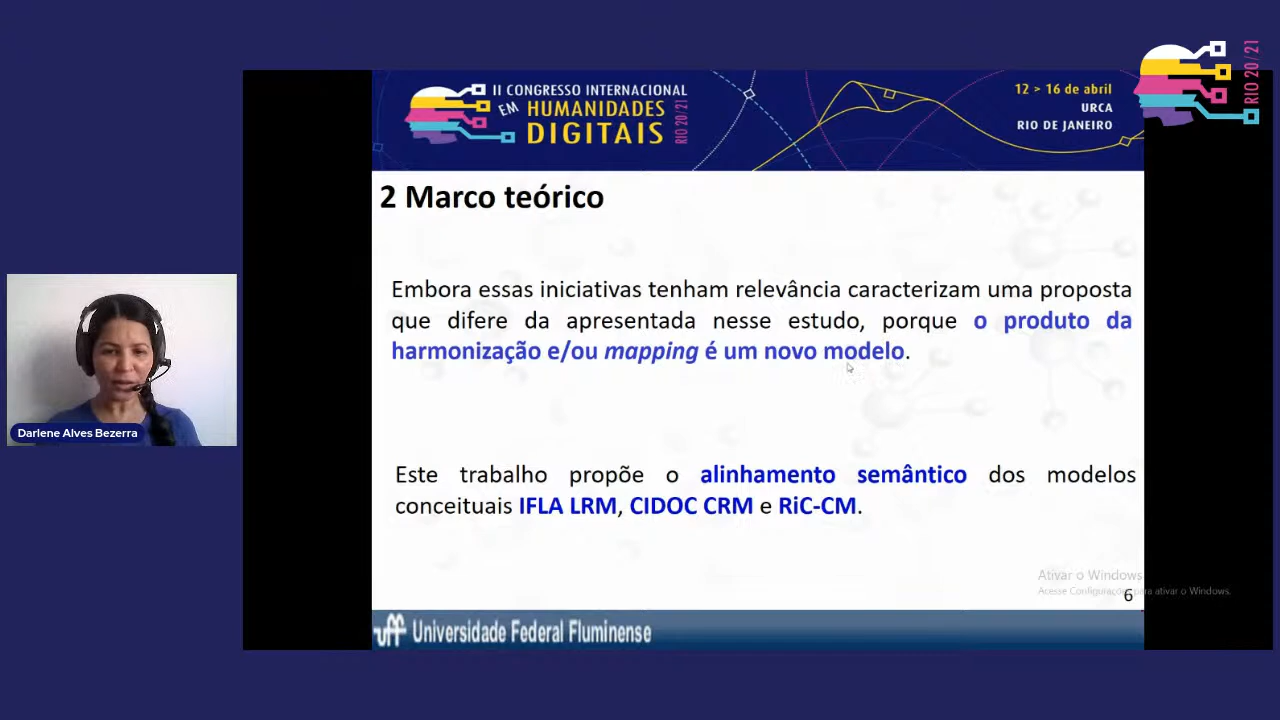 II CONGRESSO INTERNACIONAL
EM HUMANIDADES
DIGITAIS
RIO 20/21
12 > 16 de abril
URCA
RIO DE JANEIRO
RIO 20/21
2 Marco teórico
Embora essas iniciativas tenham relevância caracterizam uma proposta
que difere da apresentada nesse estudo, porque o produto da
harmonização e/ou mapping é um novo modelo.
Darlene Alves Bezerra
Este trabalho propõe o alinhamento semântico dos modelos
conceituais IFLA LRM, CIDOC CRM e RiC-CM.
Ativar o Windows
Acesse Configurações para ativar o Windows.
6
uff Universidade Federal Fluminense